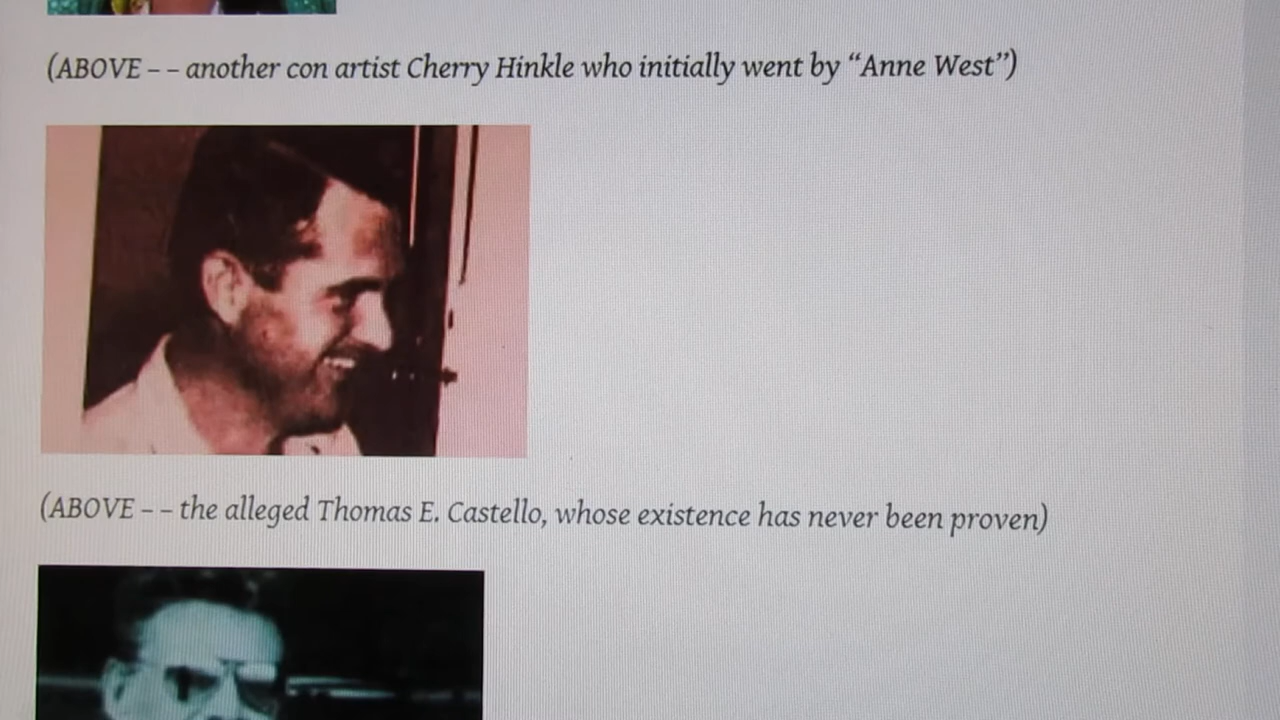 (ABOVE – – another con artist Cherry Hinkle who initially went by “Anne West”)
(ABOVE – – the alleged Thomas E. Castello, whose existence has never been proven)